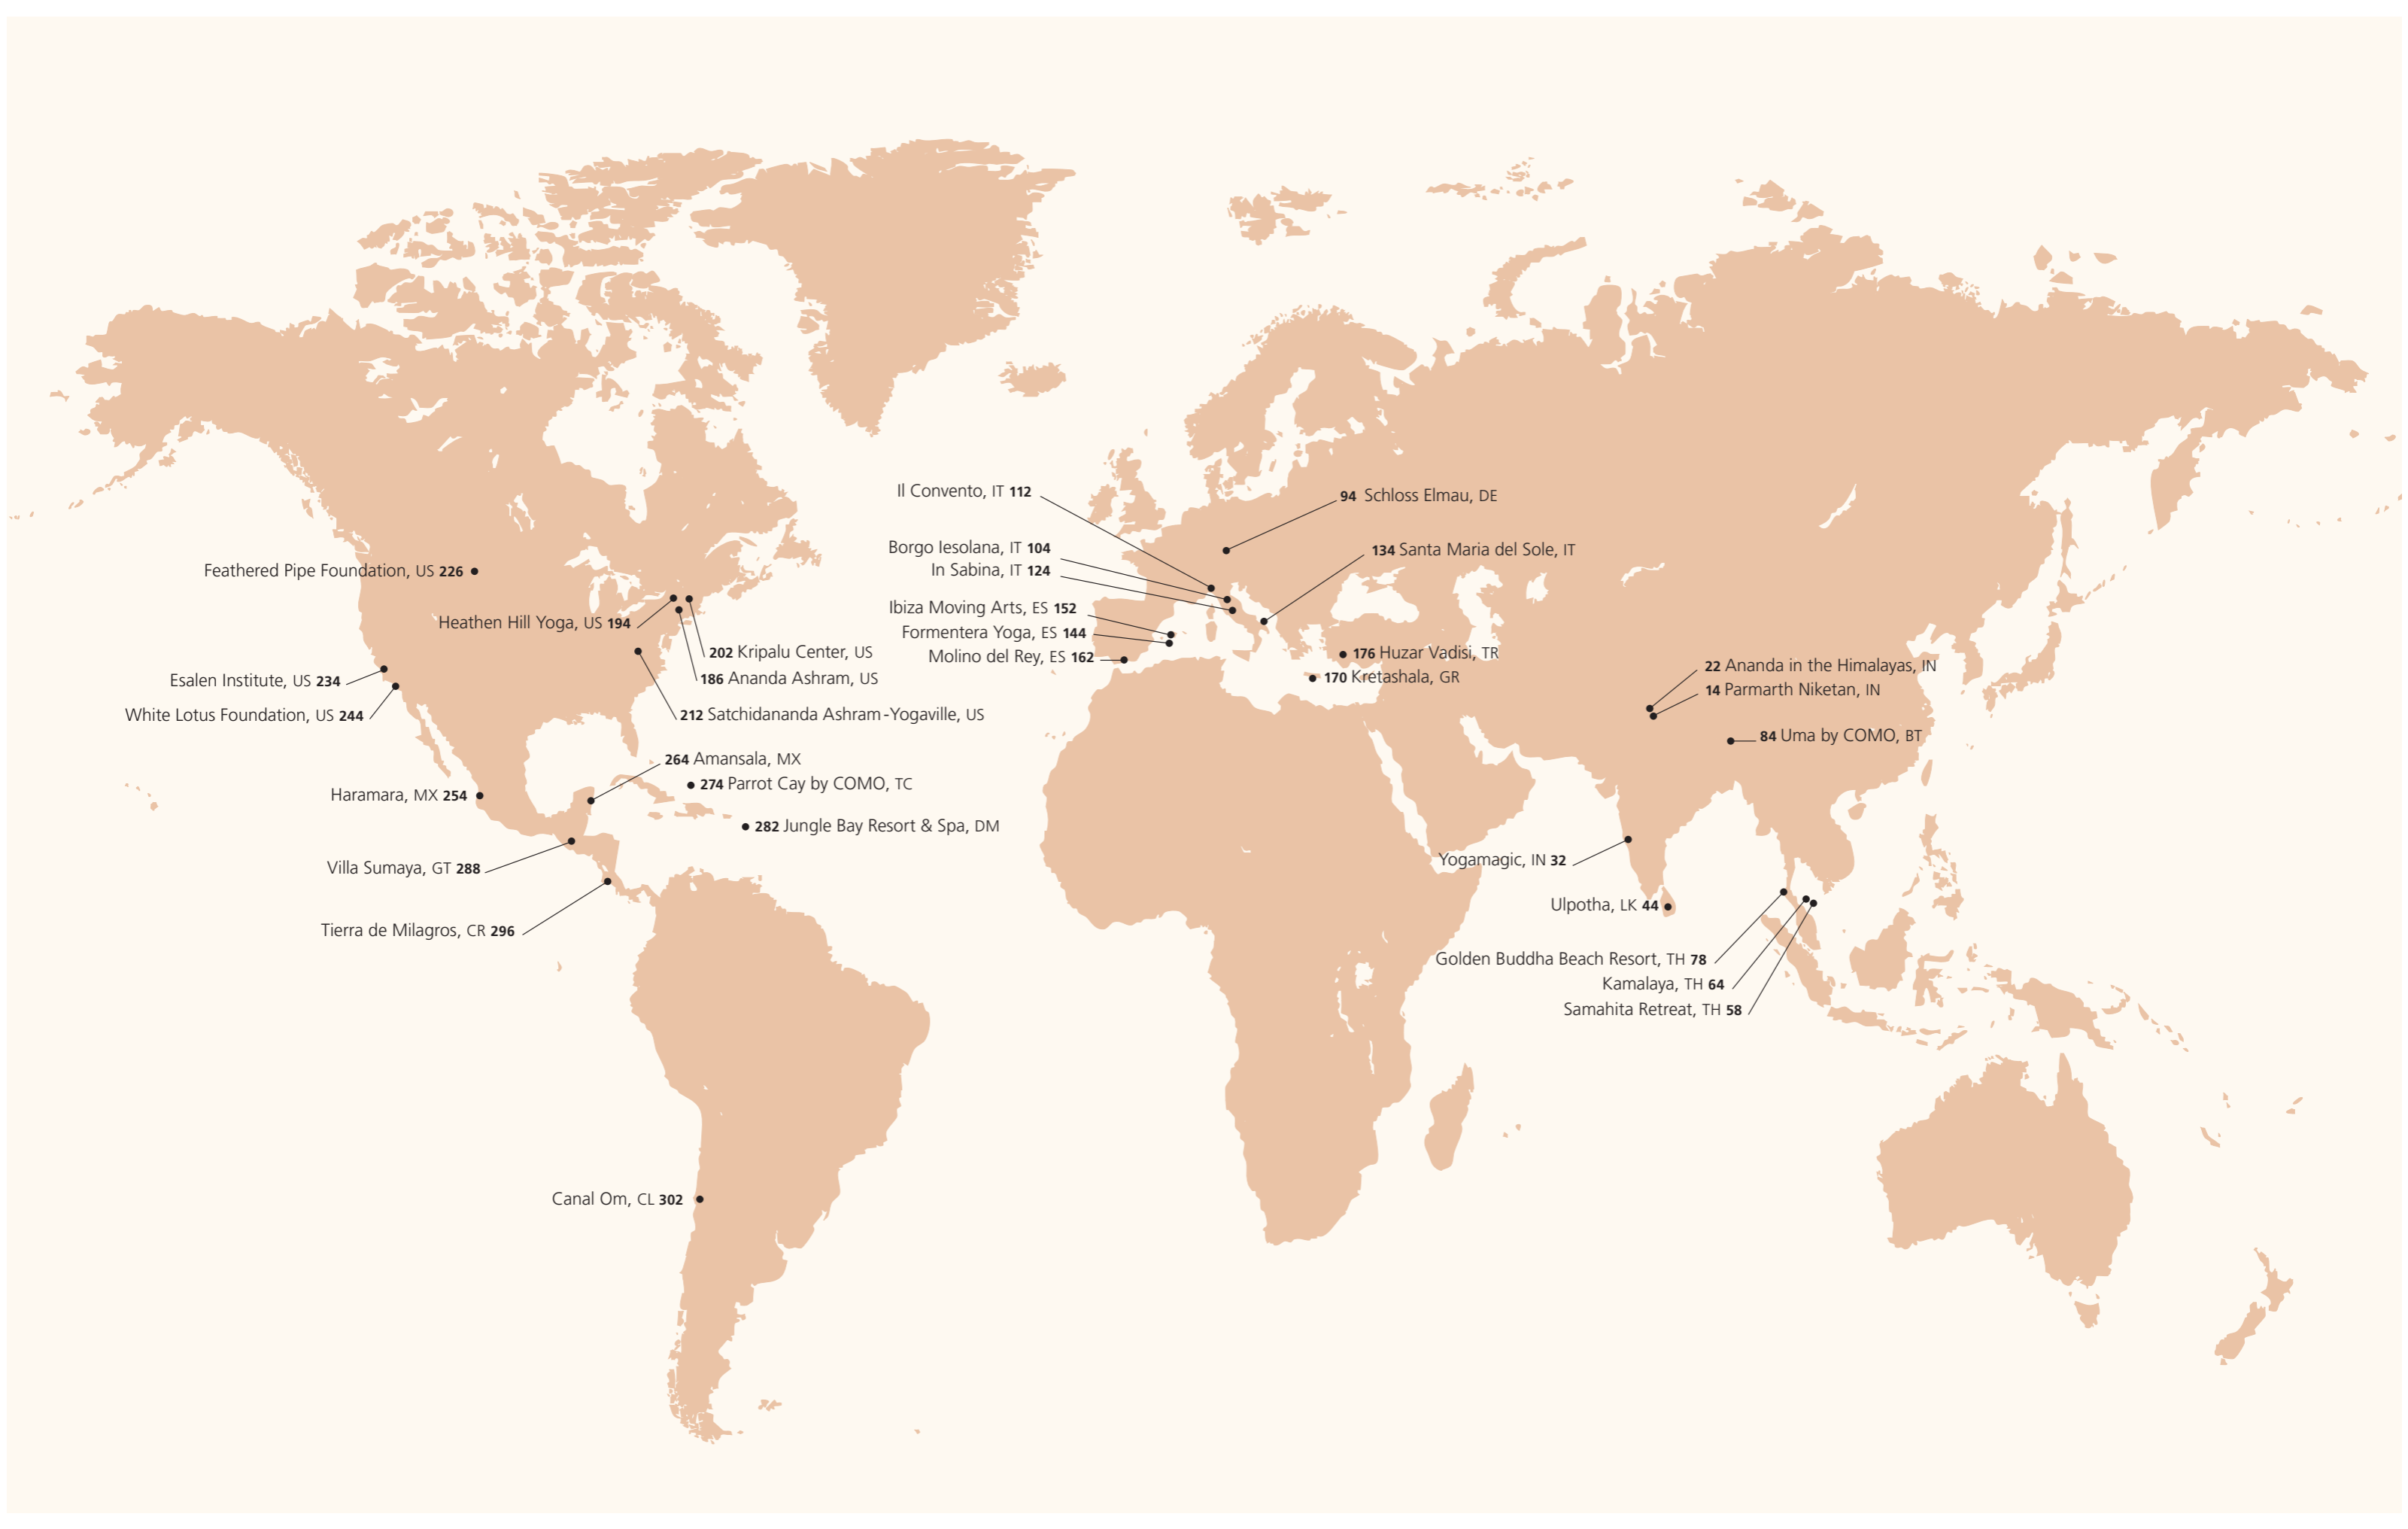 Il Convento, IT 112
94 Schloss Elmau, DE
Borgo Iesolana, IT 104
134 Santa Maria del Sole, IT
In Sabina, IT 124
Feathered Pipe Foundation, US 226
Ibiza Moving Arts, ES 152
Heathen Hill Yoga, US 194
Formentera Yoga, ES 144
202 Kripalu Center, US
Molino del Rey, ES 162
176 Huzar Vadisi, TR
22 Ananda in the Himalayas, IN
186 Ananda Ashram, US
170 Kretashala, GR
Esalen Institute, US 234
14 Parmarth Niketan, IN
White Lotus Foundation, US 244
212 Satchidananda Ashram-Yogaville, US
84 Uma by COMO, BT
264 Amansala, MX
274 Parrot Cay by COMO, TC
Haramara, MX 254
282 Jungle Bay Resort & Spa, DM
Yogamagic, IN 32
Villa Sumaya, GT 288
Ulpotha, LK 44
Tierra de Milagros, CR 296
Golden Buddha Beach Resort, TH 78
Kamalaya, TH 64
Samahita Retreat, TH 58
Canal Om, CL 302